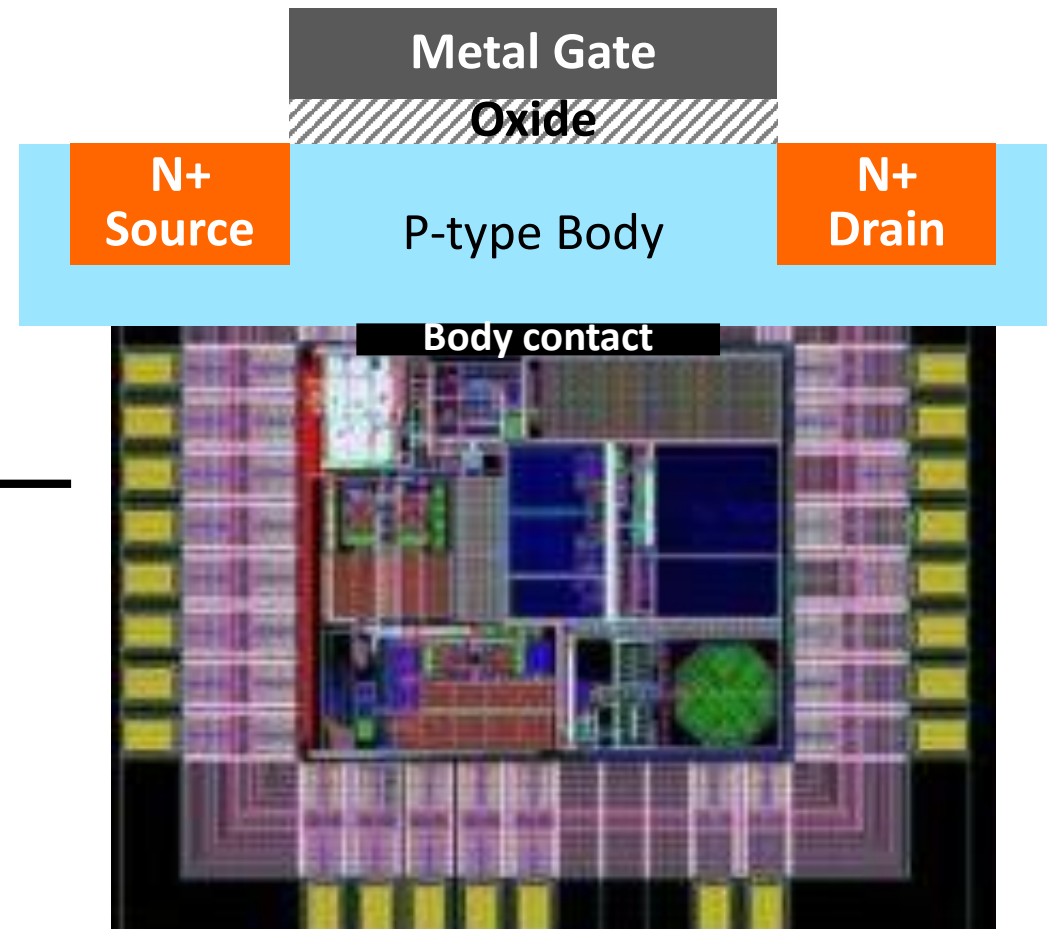 Metal Gate
Oxide
N+
Source
P-type Body
N+
Drain
Body contact